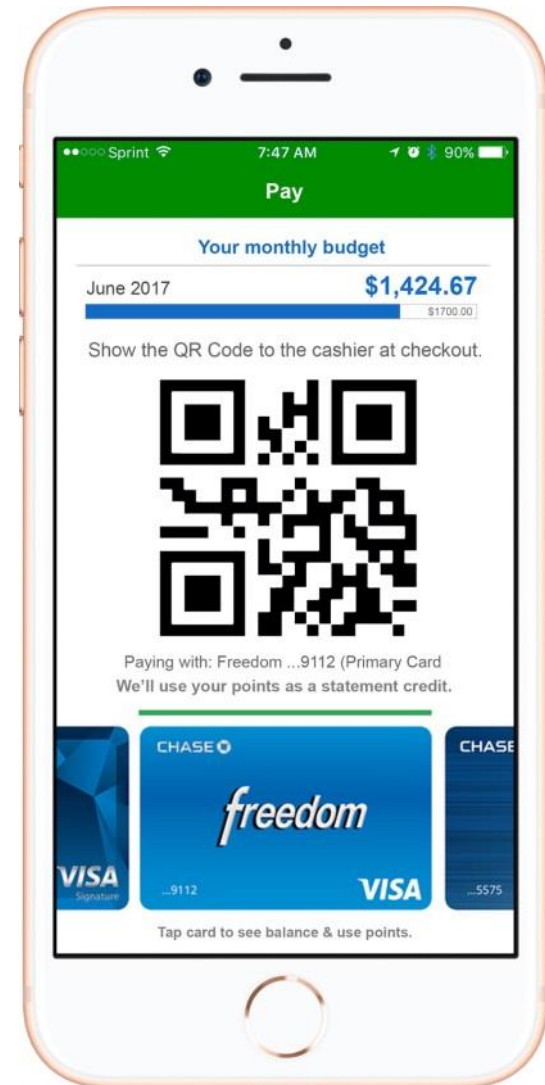 Sprint 7:47 AM 90%
Pay
Your monthly budget
June 2017 $1,424.67
$1700.00
Show the QR Code to the cashier at checkout.
Paying with: Freedom ...9112 (Primary Card
We'll use your points as a statement credit.
CHASE CHASE
freedom
VISA ...9112 VISA ...5575
Signature
Tap card to see balance & use points.